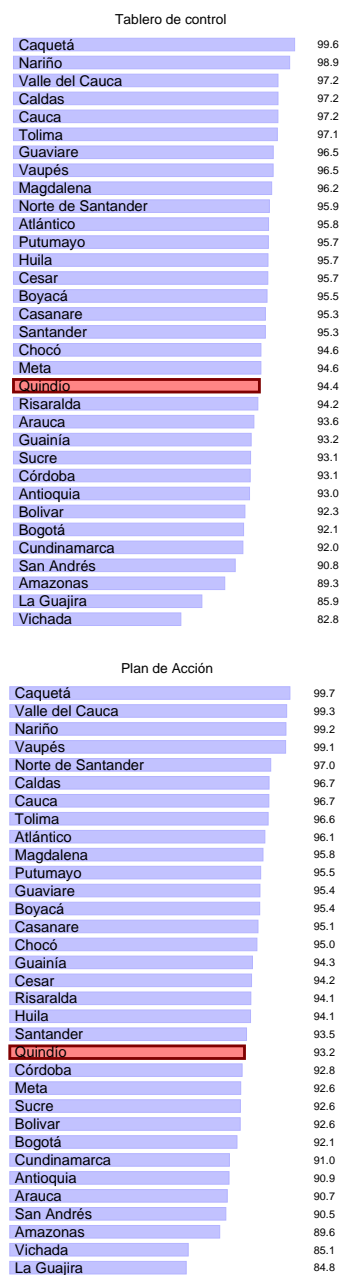 Tablero de control
Caquetá 99.6
Nariño 98.9
Valle del Cauca 97.2
Caldas 97.2
Cauca 97.2
Tolima 97.1
Guaviare 96.5
Vaupés 96.5
Magdalena 96.2
Norte de Santander 95.9
Atlántico 95.8
Putumayo 95.7
Huila 95.7
Cesar 95.7
Boyacá 95.5
Casanare 95.3
Santander 95.3
Chocó 94.6
Meta 94.6
Quindío 94.4
Risaralda 94.2
Arauca 93.6
Guainía 93.2
Sucre 93.1
Córdoba 93.1
Antioquia 93.0
Bolivar 92.3
Bogotá 92.1
Cundinamarca 92.0
San Andrés 90.8
Amazonas 89.3
La Guajira 85.9
Vichada 82.8
Plan de Acción
Caquetá 99.7
Valle del Cauca 99.3
Nariño 99.2
Vaupés 99.1
Norte de Santander 97.0
Caldas 96.7
Cauca 96.7
Tolima 96.6
Atlántico 96.1
Magdalena 95.8
Putumayo 95.5
Guaviare 95.4
Boyacá 95.4
Casanare 95.1
Chocó 95.0
Guainía 94.3
Cesar 94.2
Risaralda 94.1
Huila 94.1
Santander 93.5
Quindío 93.2
Córdoba 92.8
Meta 92.6
Sucre 92.6
Bolivar 92.6
Bogotá 92.1
Cundinamarca 91.0
Antioquia 90.9
Arauca 90.7
San Andrés 90.5
Amazonas 89.6
Vichada 85.1
La Guajira 84.8